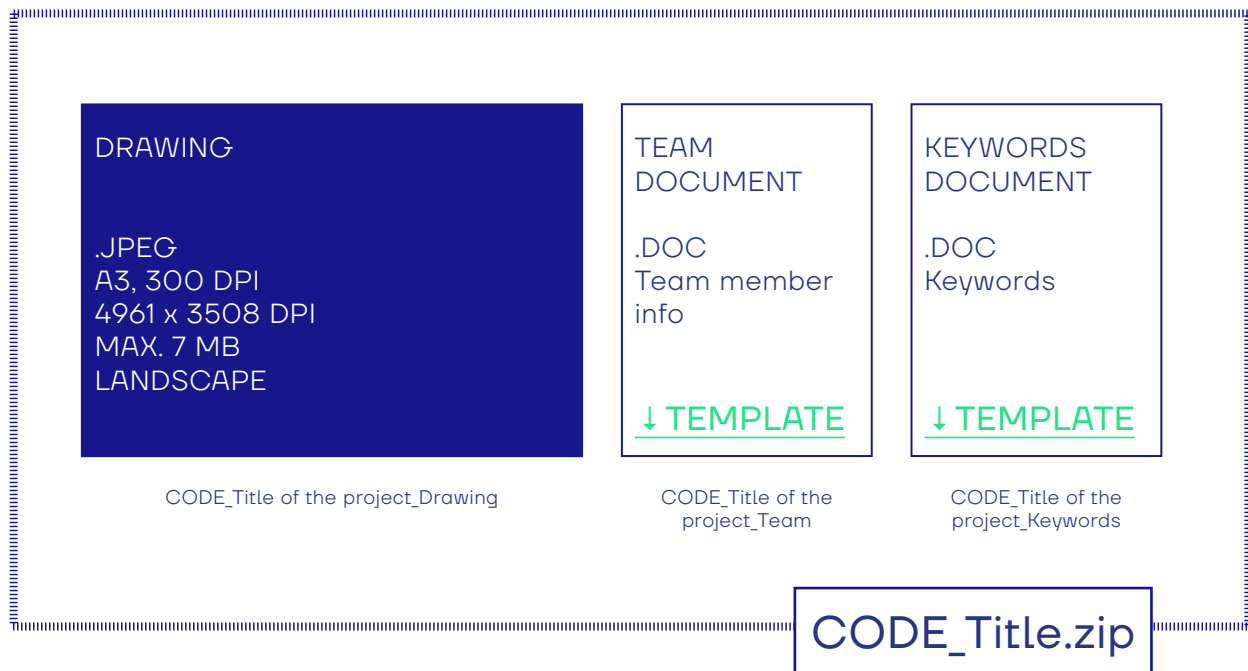 DRAWING
.JPEG
A3, 300 DPI
4961 x 3508 DPI
MAX. 7 MB
LANDSCAPE
CODE_Title of the project_Drawing
TEAM
DOCUMENT
.DOC
Team member
info
↓ TEMPLATE
CODE_Title of the
project_Team
KEYWORDS
DOCUMENT
.DOC
Keywords
↓ TEMPLATE
CODE_Title of the
project_Keywords
CODE_Title.zip